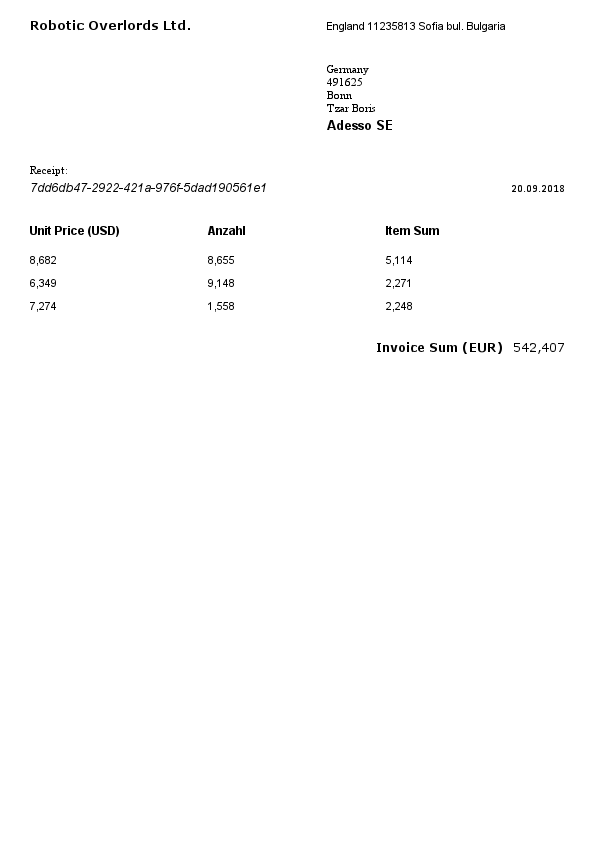 Robotic Overlords Ltd. England 11235813 Sofia bul. Bulgaria
Germany
491625
Bonn
Tzar Boris
Adesso SE
Receipt:
7dd6db47-2922-421a-976f-5dad190561e1 20.09.2018
Unit Price (USD) Anzahl Item Sum
8,682 8,655 5,114
6,349 9,148 2,271
7,274 1,558 2,248
Invoice Sum (EUR) 542,407